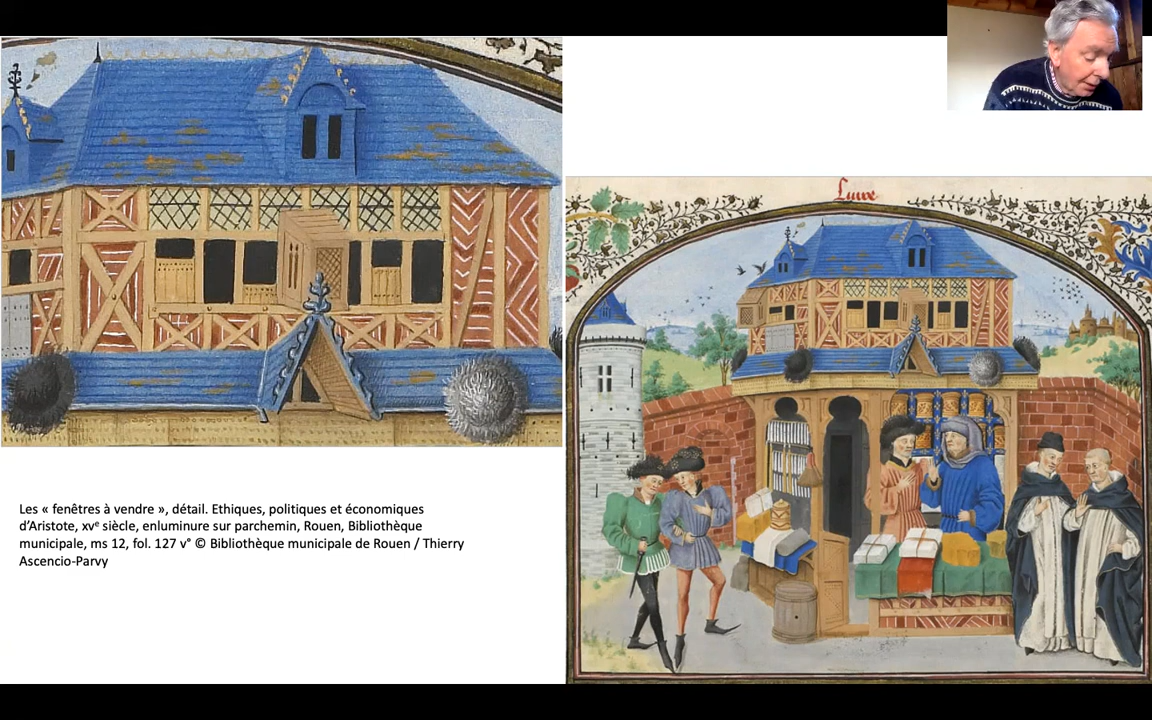 Livre
Les « fenêtres à vendre », détail. Ethiques, politiques et économiques
d’Aristote, xvᵉ siècle, enluminure sur parchemin, Rouen, Bibliothèque
municipale, ms 12, fol. 127 v° © Bibliothèque municipale de Rouen / Thierry
Ascencio-Parvy